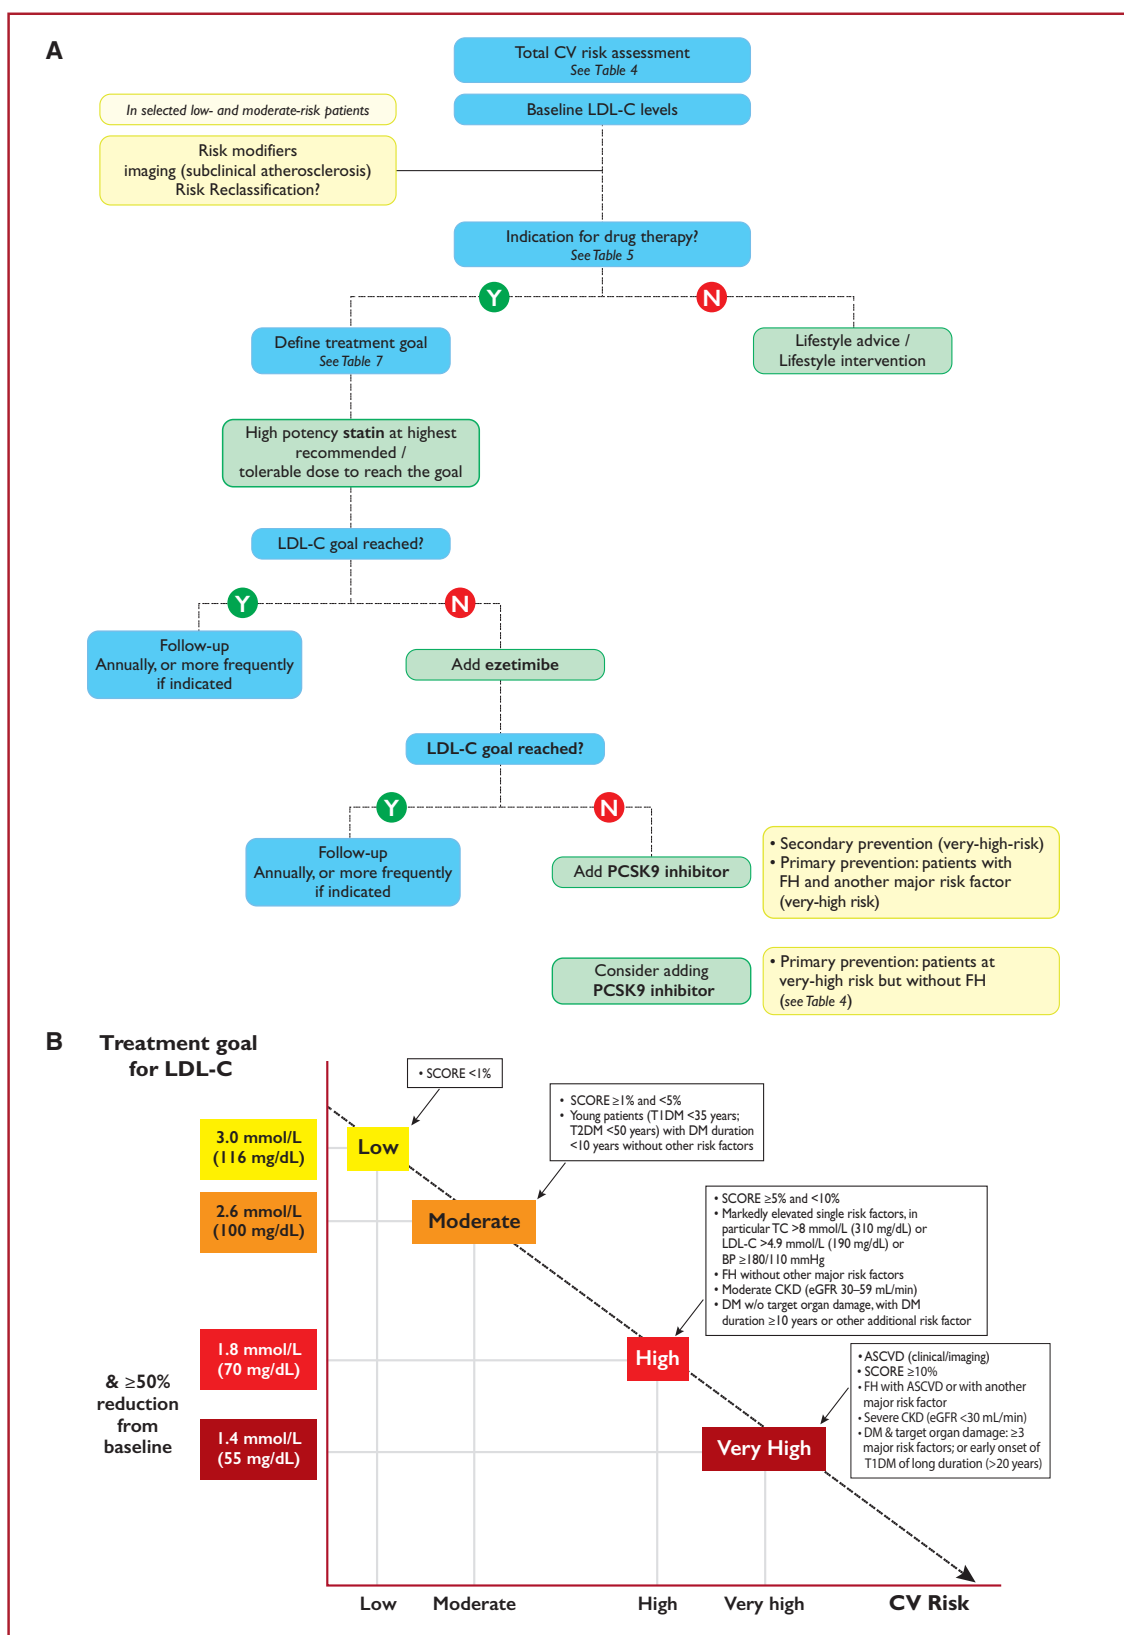 A
Total CV risk assessment
See Table 4
In selected low- and moderate-risk patients
Baseline LDL-C levels
Risk modifiers
imaging (subclinical atherosclerosis)
Risk Reclassification?
Indication for drug therapy?
See Table 5
Y
N
Define treatment goal
See Table 7
Lifestyle advice /
Lifestyle intervention
High potency statin at highest
recommended /
tolerable dose to reach the goal
LDL-C goal reached?
Y
N
Follow-up
Annually, or more frequently
if indicated
Add ezetimibe
LDL-C goal reached?
Y
N
Follow-up
Annually, or more frequently
if indicated
Add PCSK9 inhibitor
• Secondary prevention (very-high-risk)
• Primary prevention: patients with
FH and another major risk factor
(very-high risk)
Consider adding
PCSK9 inhibitor
• Primary prevention: patients at
very-high risk but without FH
(see Table 4)
B
Treatment goal
for LDL-C
• SCORE <1%
• SCORE ≥1% and <5%
• Young patients (T1DM <35 years;
T2DM <50 years) with DM duration
<10 years without other risk factors
3.0 mmol/L
(116 mg/dL)
Low
2.6 mmol/L
(100 mg/dL)
Moderate
• SCORE ≥5% and <10%
• Markedly elevated single risk factors, in
particular TC >8 mmol/L (310 mg/dL) or
LDL-C >4.9 mmol/L (190 mg/dL) or
BP ≥180/110 mmHg
• FH without other major risk factors
• Moderate CKD (eGFR 30–59 mL/min)
• DM w/o target organ damage, with DM
duration ≥10 years or other additional risk factor
1.8 mmol/L
(70 mg/dL)
High
• ASCVD (clinical/imaging)
• SCORE ≥10%
• FH with ASCVD or with another
major risk factor
• Severe CKD (eGFR <30 mL/min)
• DM & target organ damage: ≥3
major risk factors; or early onset of
T1DM of long duration (>20 years)
& ≥50%
reduction
from
baseline
1.4 mmol/L
(55 mg/dL)
Very High
Low
Moderate
High
Very high
CV Risk